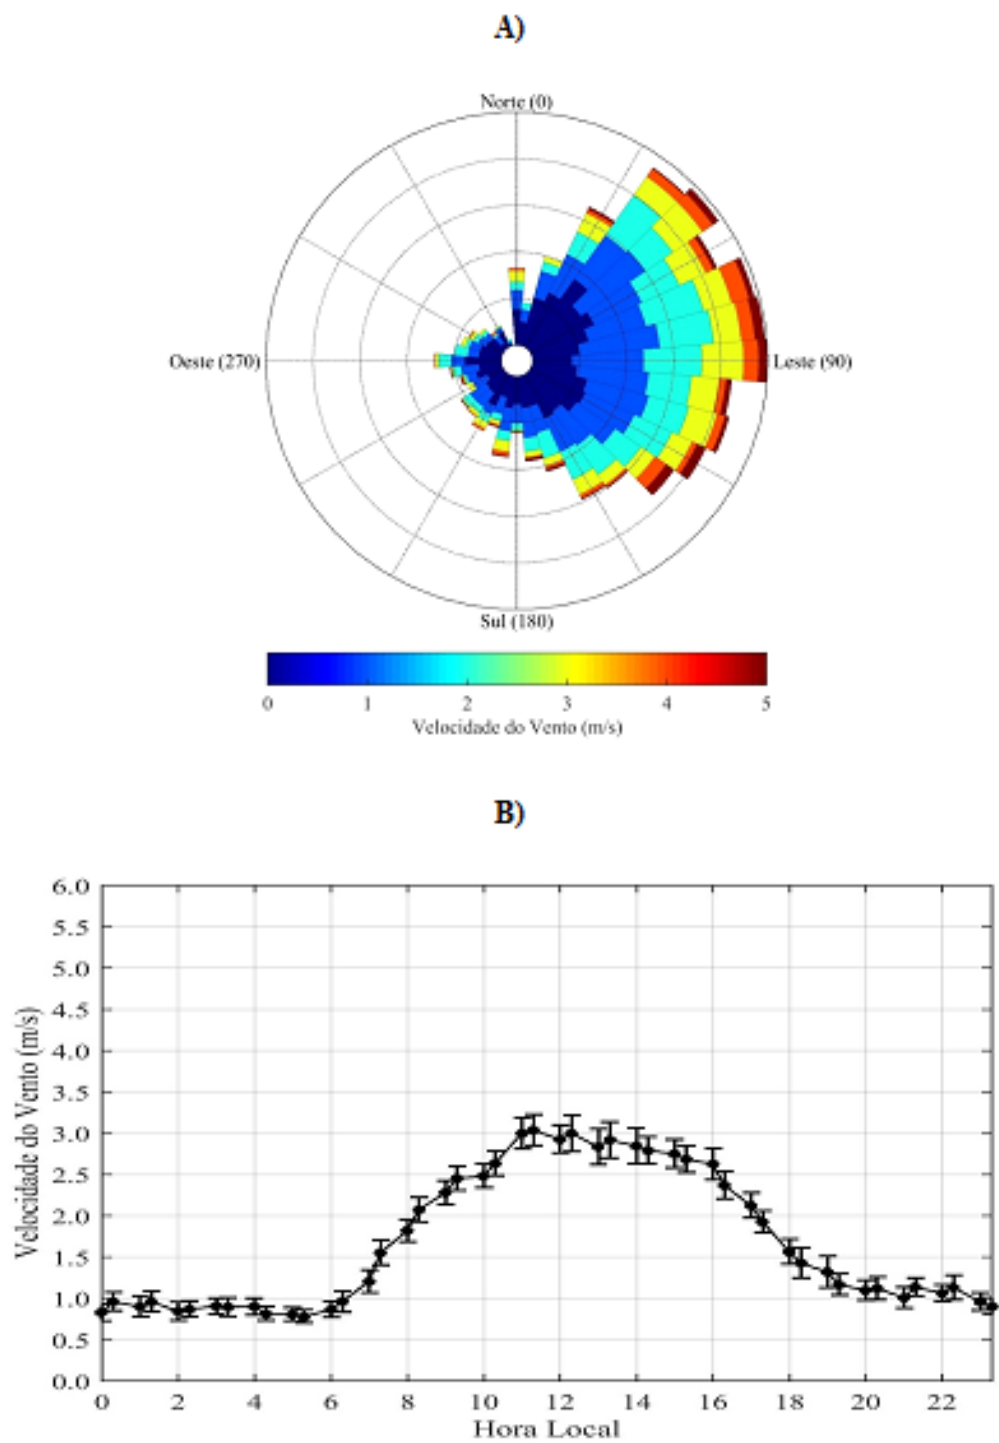 A)
Norte (0)
Oeste (270)
Leste (90)
Sul (180)
0 1 2 3 4 5
Velocidade do Vento (m/s)
B)
6.0
5.5
5.0
4.5
4.0
3.5
3.0
2.5
2.0
1.5
1.0
0.5
0.0
Velocidade do Vento (m/s)
0 2 4 6 8 10 12 14 16 18 20 22
Hora Local